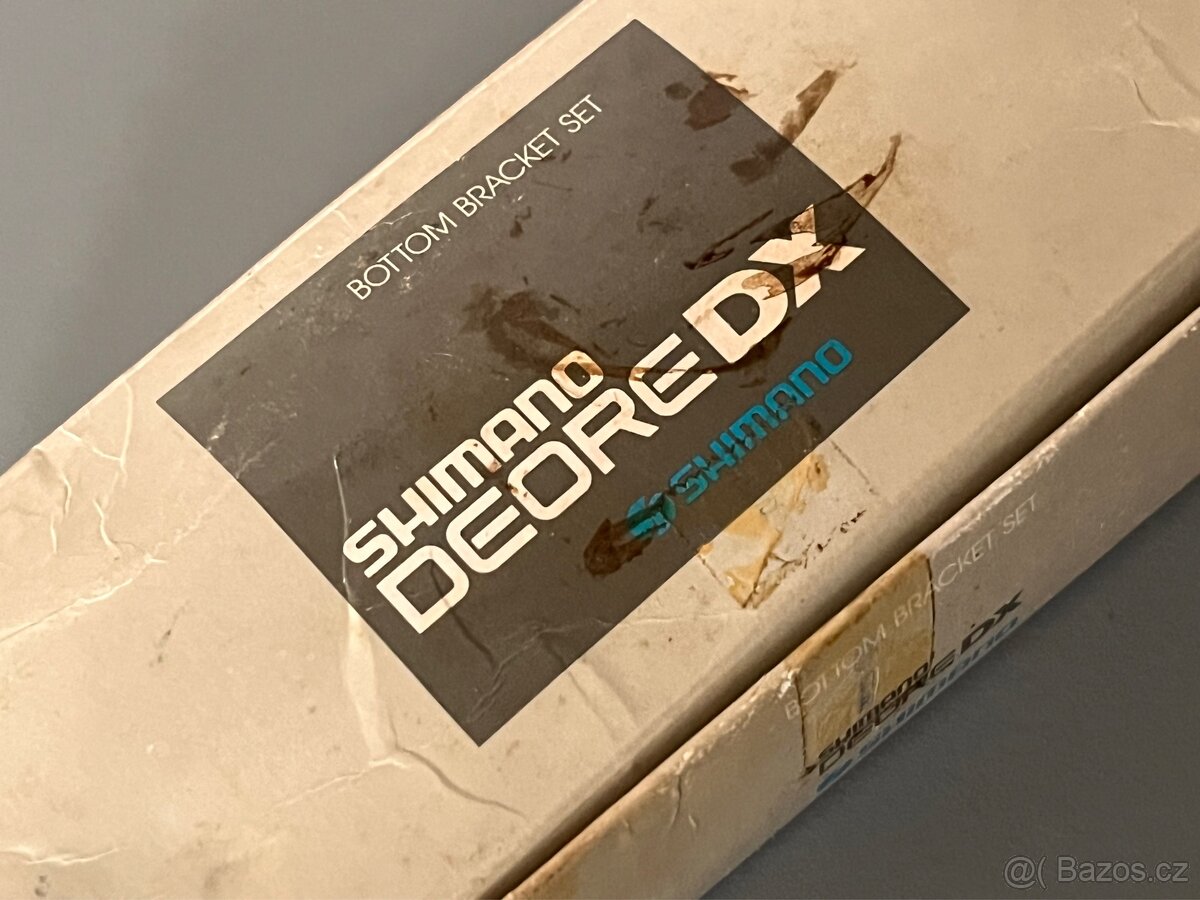 BOTTOM BRACKET SET
SHIMANO
DEORE DX
SHIMANO
BOTTOM BRACKET SET
SHIMANO
DEORE DX
SHIMANO
@( Bazos.cz